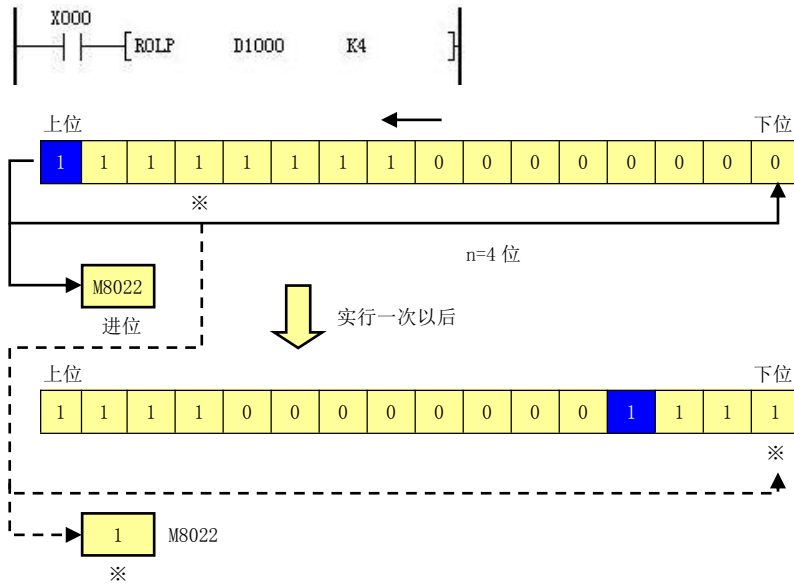 X000
ROLP D1000 K4
上位 下位
1 1 1 1 1 1 1 1 0 0 0 0 0 0 0 0
※
n=4 位
M8022
进位
实行一次以后
上位 下位
1 1 1 1 0 0 0 0 0 0 0 0 1 1 1 1
※
1 M8022
※